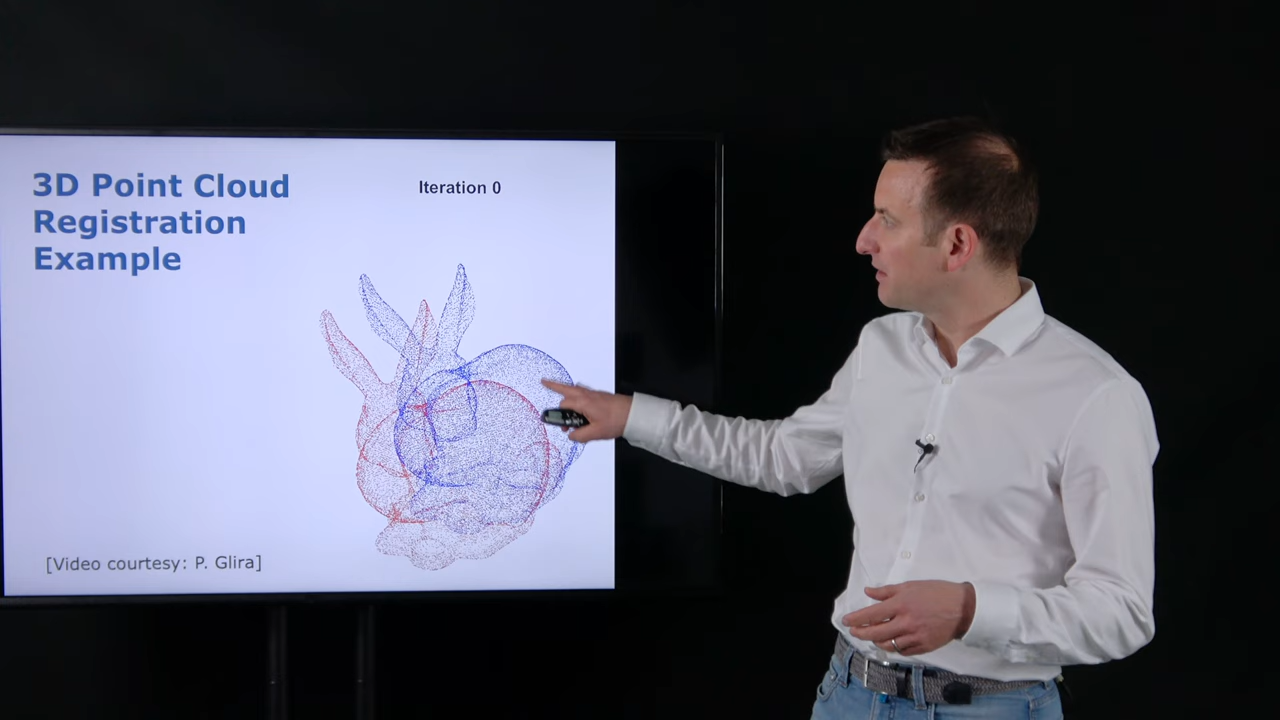 3D Point Cloud
Registration
Example
Iteration 0
[Video courtesy: P. Glira]